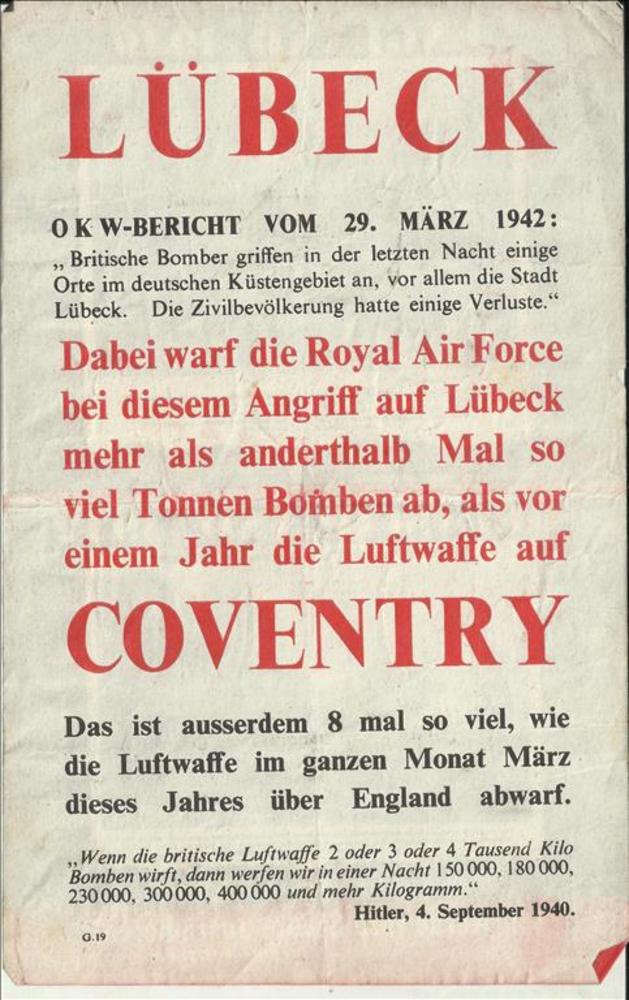 LÜBECK
OKW-BERICHT VOM 29. MÄRZ 1942:
„Britische Bomber griffen in der letzten Nacht einige
Orte im deutschen Küstengebiet an, vor allem die Stadt
Lübeck. Die Zivilbevölkerung hatte einige Verluste.“
Dabei warf die Royal Air Force
bei diesem Angriff auf Lübeck
mehr als anderthalb Mal so
viel Tonnen Bomben ab, als vor
einem Jahr die Luftwaffe auf
COVENTRY
Das ist ausserdem 8 mal so viel, wie
die Luftwaffe im ganzen Monat März
dieses Jahres über England abwarf.
„Wenn die britische Luftwaffe 2 oder 3 oder 4 Tausend Kilo
Bomben wirft, dann werfen wir in einer Nacht 150 000, 180 000,
230 000, 300 000, 400 000 und mehr Kilogramm.“
Hitler, 4. September 1940.
G.19